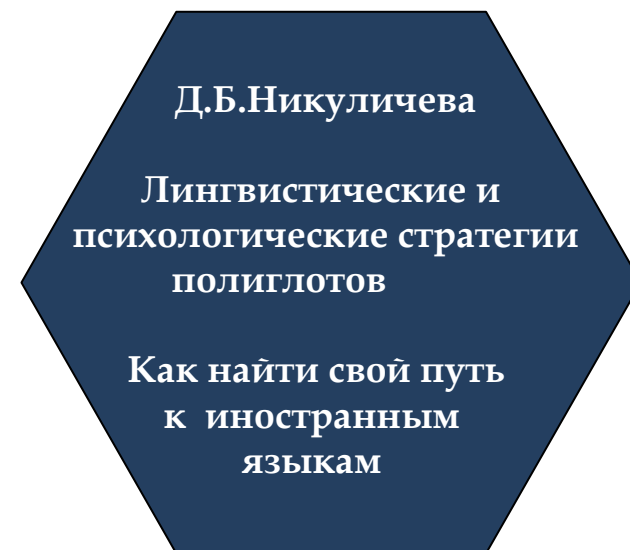 Д.Б.Никуличева
Лингвистические и
психологические стратегии
полиглотов
Как найти свой путь
к иностранным
языкам